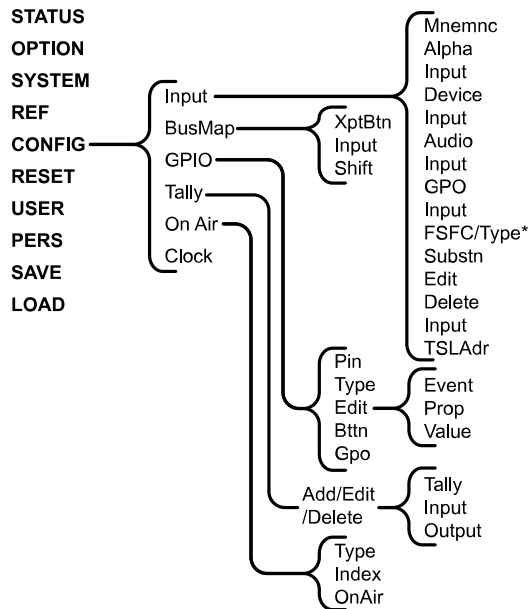 STATUS
OPTION
SYSTEM
REF
CONFIG
RESET
USER
PERS
SAVE
LOAD
Input
BusMap
GPIO
Tally
On Air
Clock
Mnemnc
Alpha
Input
Device
Input
Audio
Input
GPO
Input
FSFC/Type*
Substn
Edit
Delete
Input
TSLAdr
XptBtn
Input
Shift
Pin
Type
Edit
Bttn
Gpo
Event
Prop
Value
Add/Edit
/Delete
Tally
Input
Output
Type
Index
OnAir